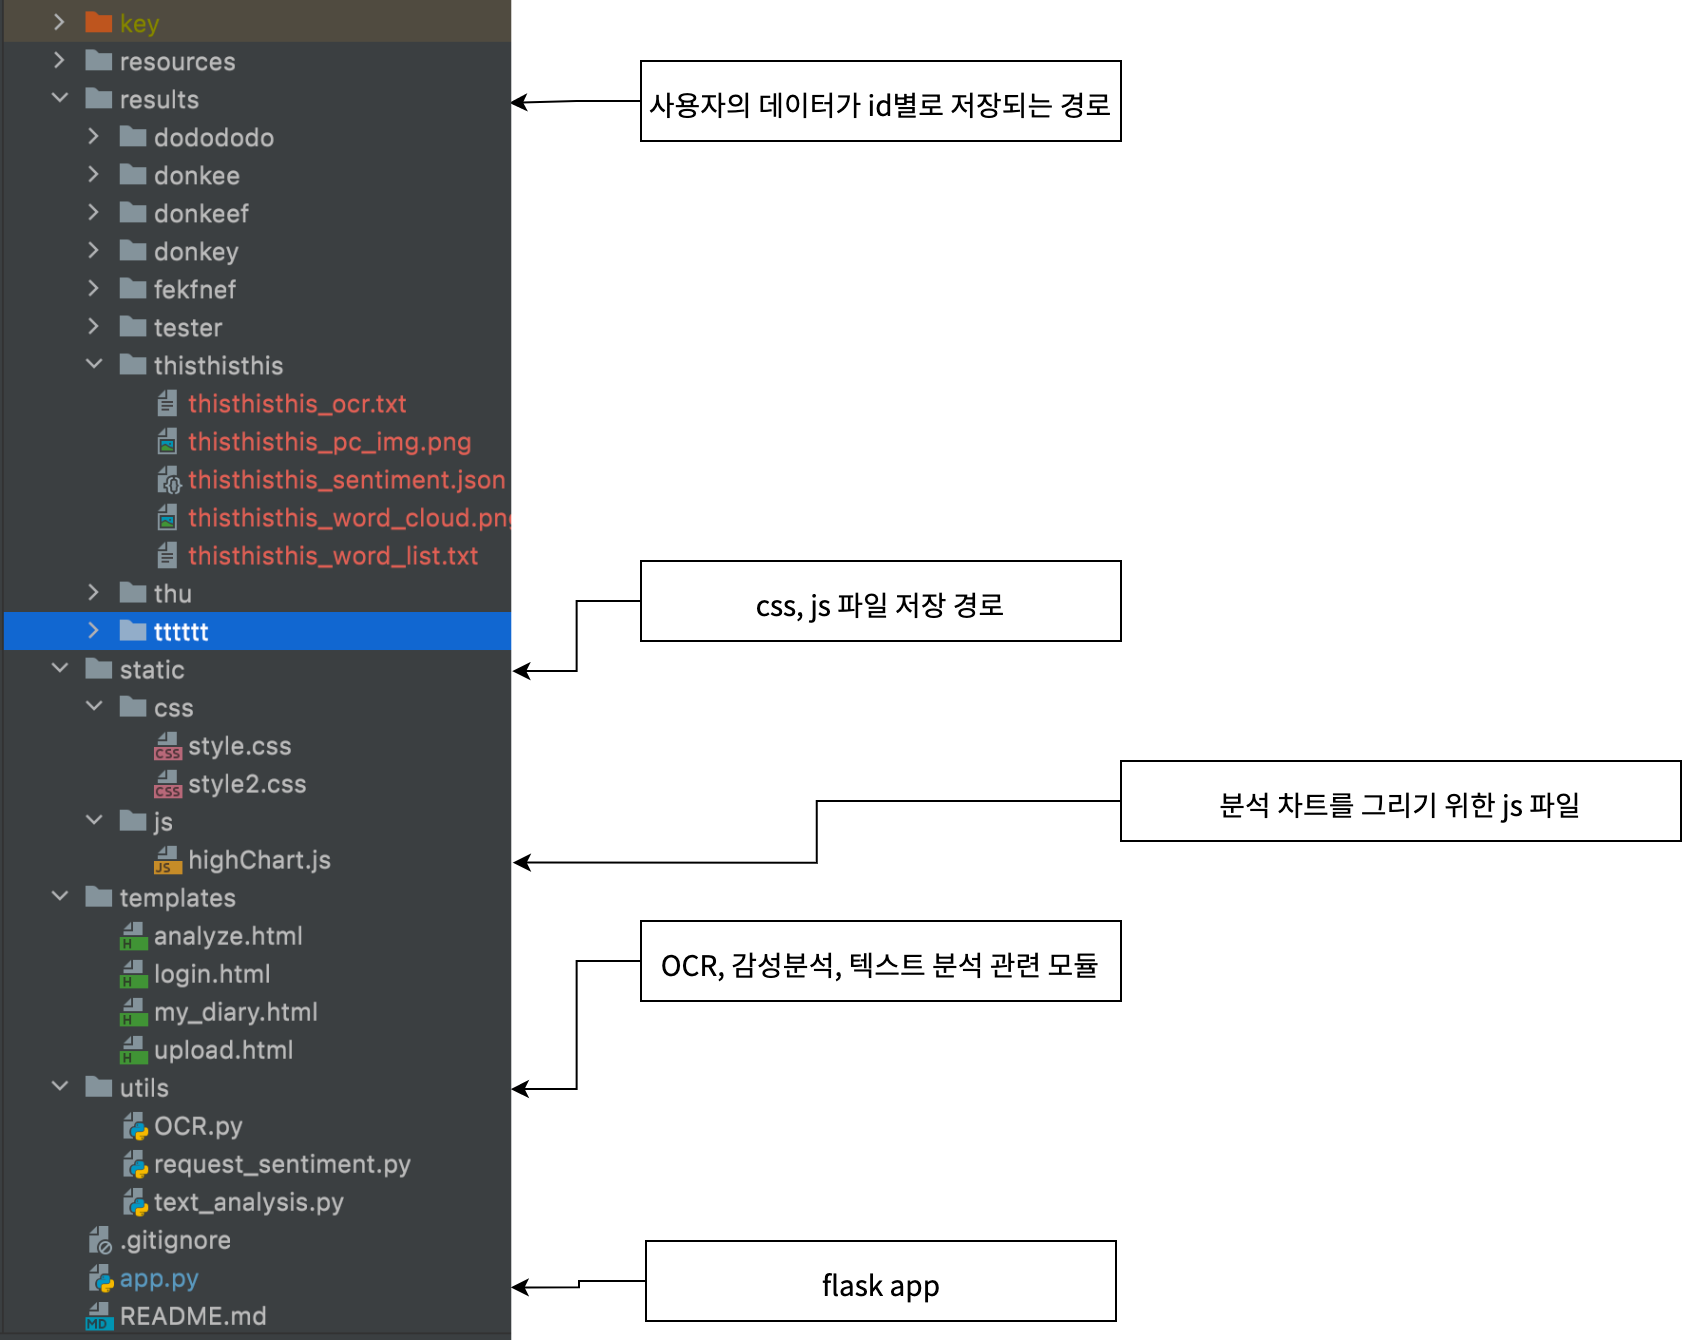 key
resources
results
사용자의 데이터가 id별로 저장되는 경로
dodododo
donkee
donkeef
donkey
fekfnef
tester
thisthisthis
thisthisthis_ocr.txt
thisthisthis_pc_img.png
thisthisthis_sentiment.json
thisthisthis_word_cloud.png
thisthisthis_word_list.txt
thu
css, js 파일 저장 경로
tttttt
static
css
style.css
style2.css
분석 차트를 그리기 위한 js 파일
js
highChart.js
templates
analyze.html
OCR, 감성분석, 텍스트 분석 관련 모듈
login.html
my_diary.html
upload.html
utils
OCR.py
request_sentiment.py
text_analysis.py
.gitignore
app.py
flask app
README.md